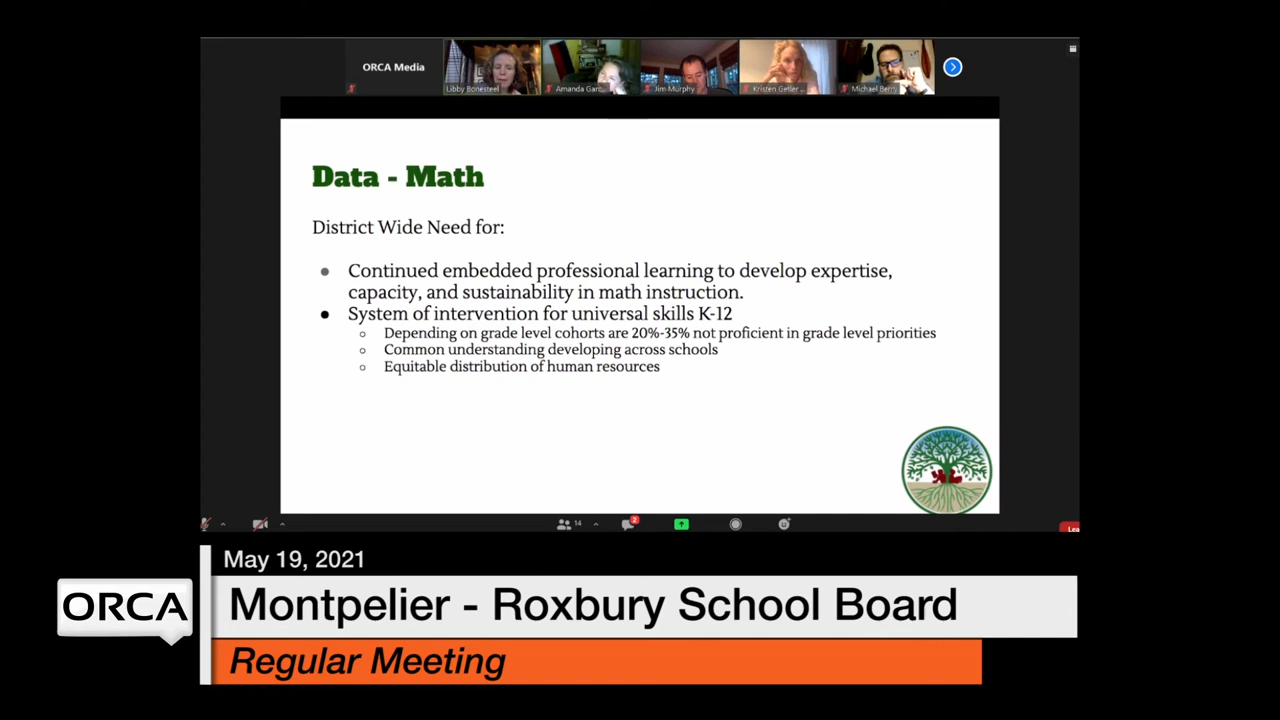 ORCA Media
Libby Bonesteel
Jim Murphy
Michael Berry
Data - Math
District Wide Need for:
● Continued embedded professional learning to develop expertise,
capacity, and sustainability in math instruction.
● System of intervention for universal skills K-12
○ Depending on grade level cohorts are 20%-35% not proficient in grade level priorities
○ Common understanding developing across schools
○ Equitable distribution of human resources
14
2
Lea
May 19, 2021
ORCA
Montpelier - Roxbury School Board
Regular Meeting